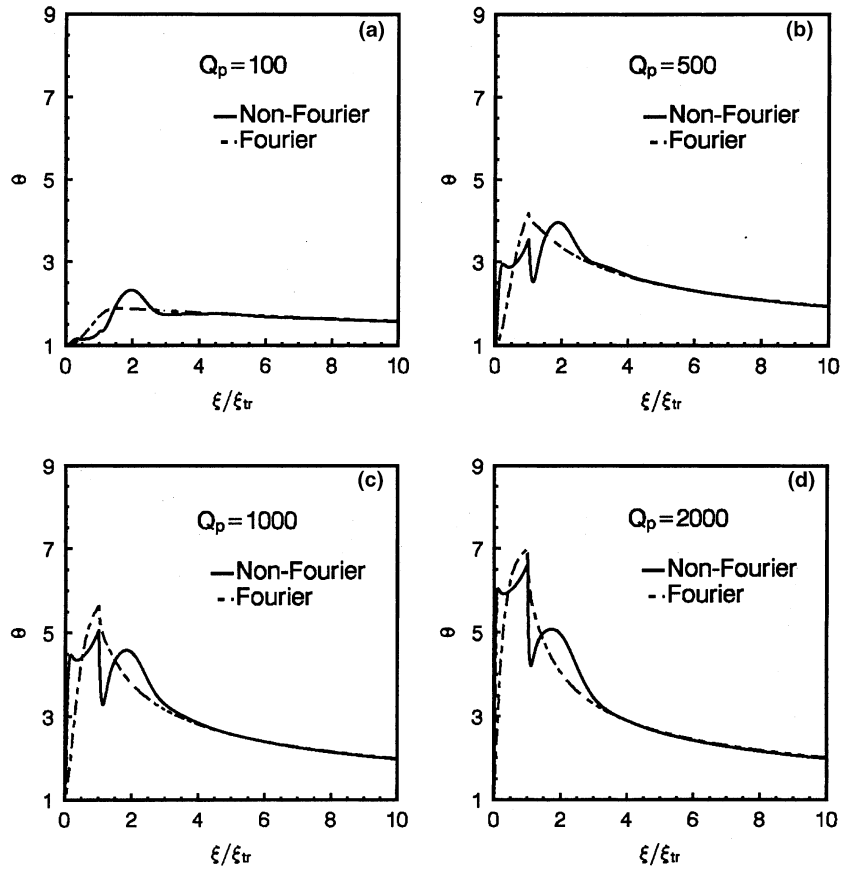 9
(a)
Qp=100
7
Non-Fourier
Fourier
5
θ
3
1
0 2 4 6 8 10
ξ/ξtr
9
(b)
Qp=500
7
Non-Fourier
Fourier
5
θ
3
1
0 2 4 6 8 10
ξ/ξtr
9
(c)
Qp=1000
7
Non-Fourier
Fourier
5
θ
3
1
0 2 4 6 8 10
ξ/ξtr
9
(d)
Qp=2000
7
Non-Fourier
Fourier
5
θ
3
1
0 2 4 6 8 10
ξ/ξtr